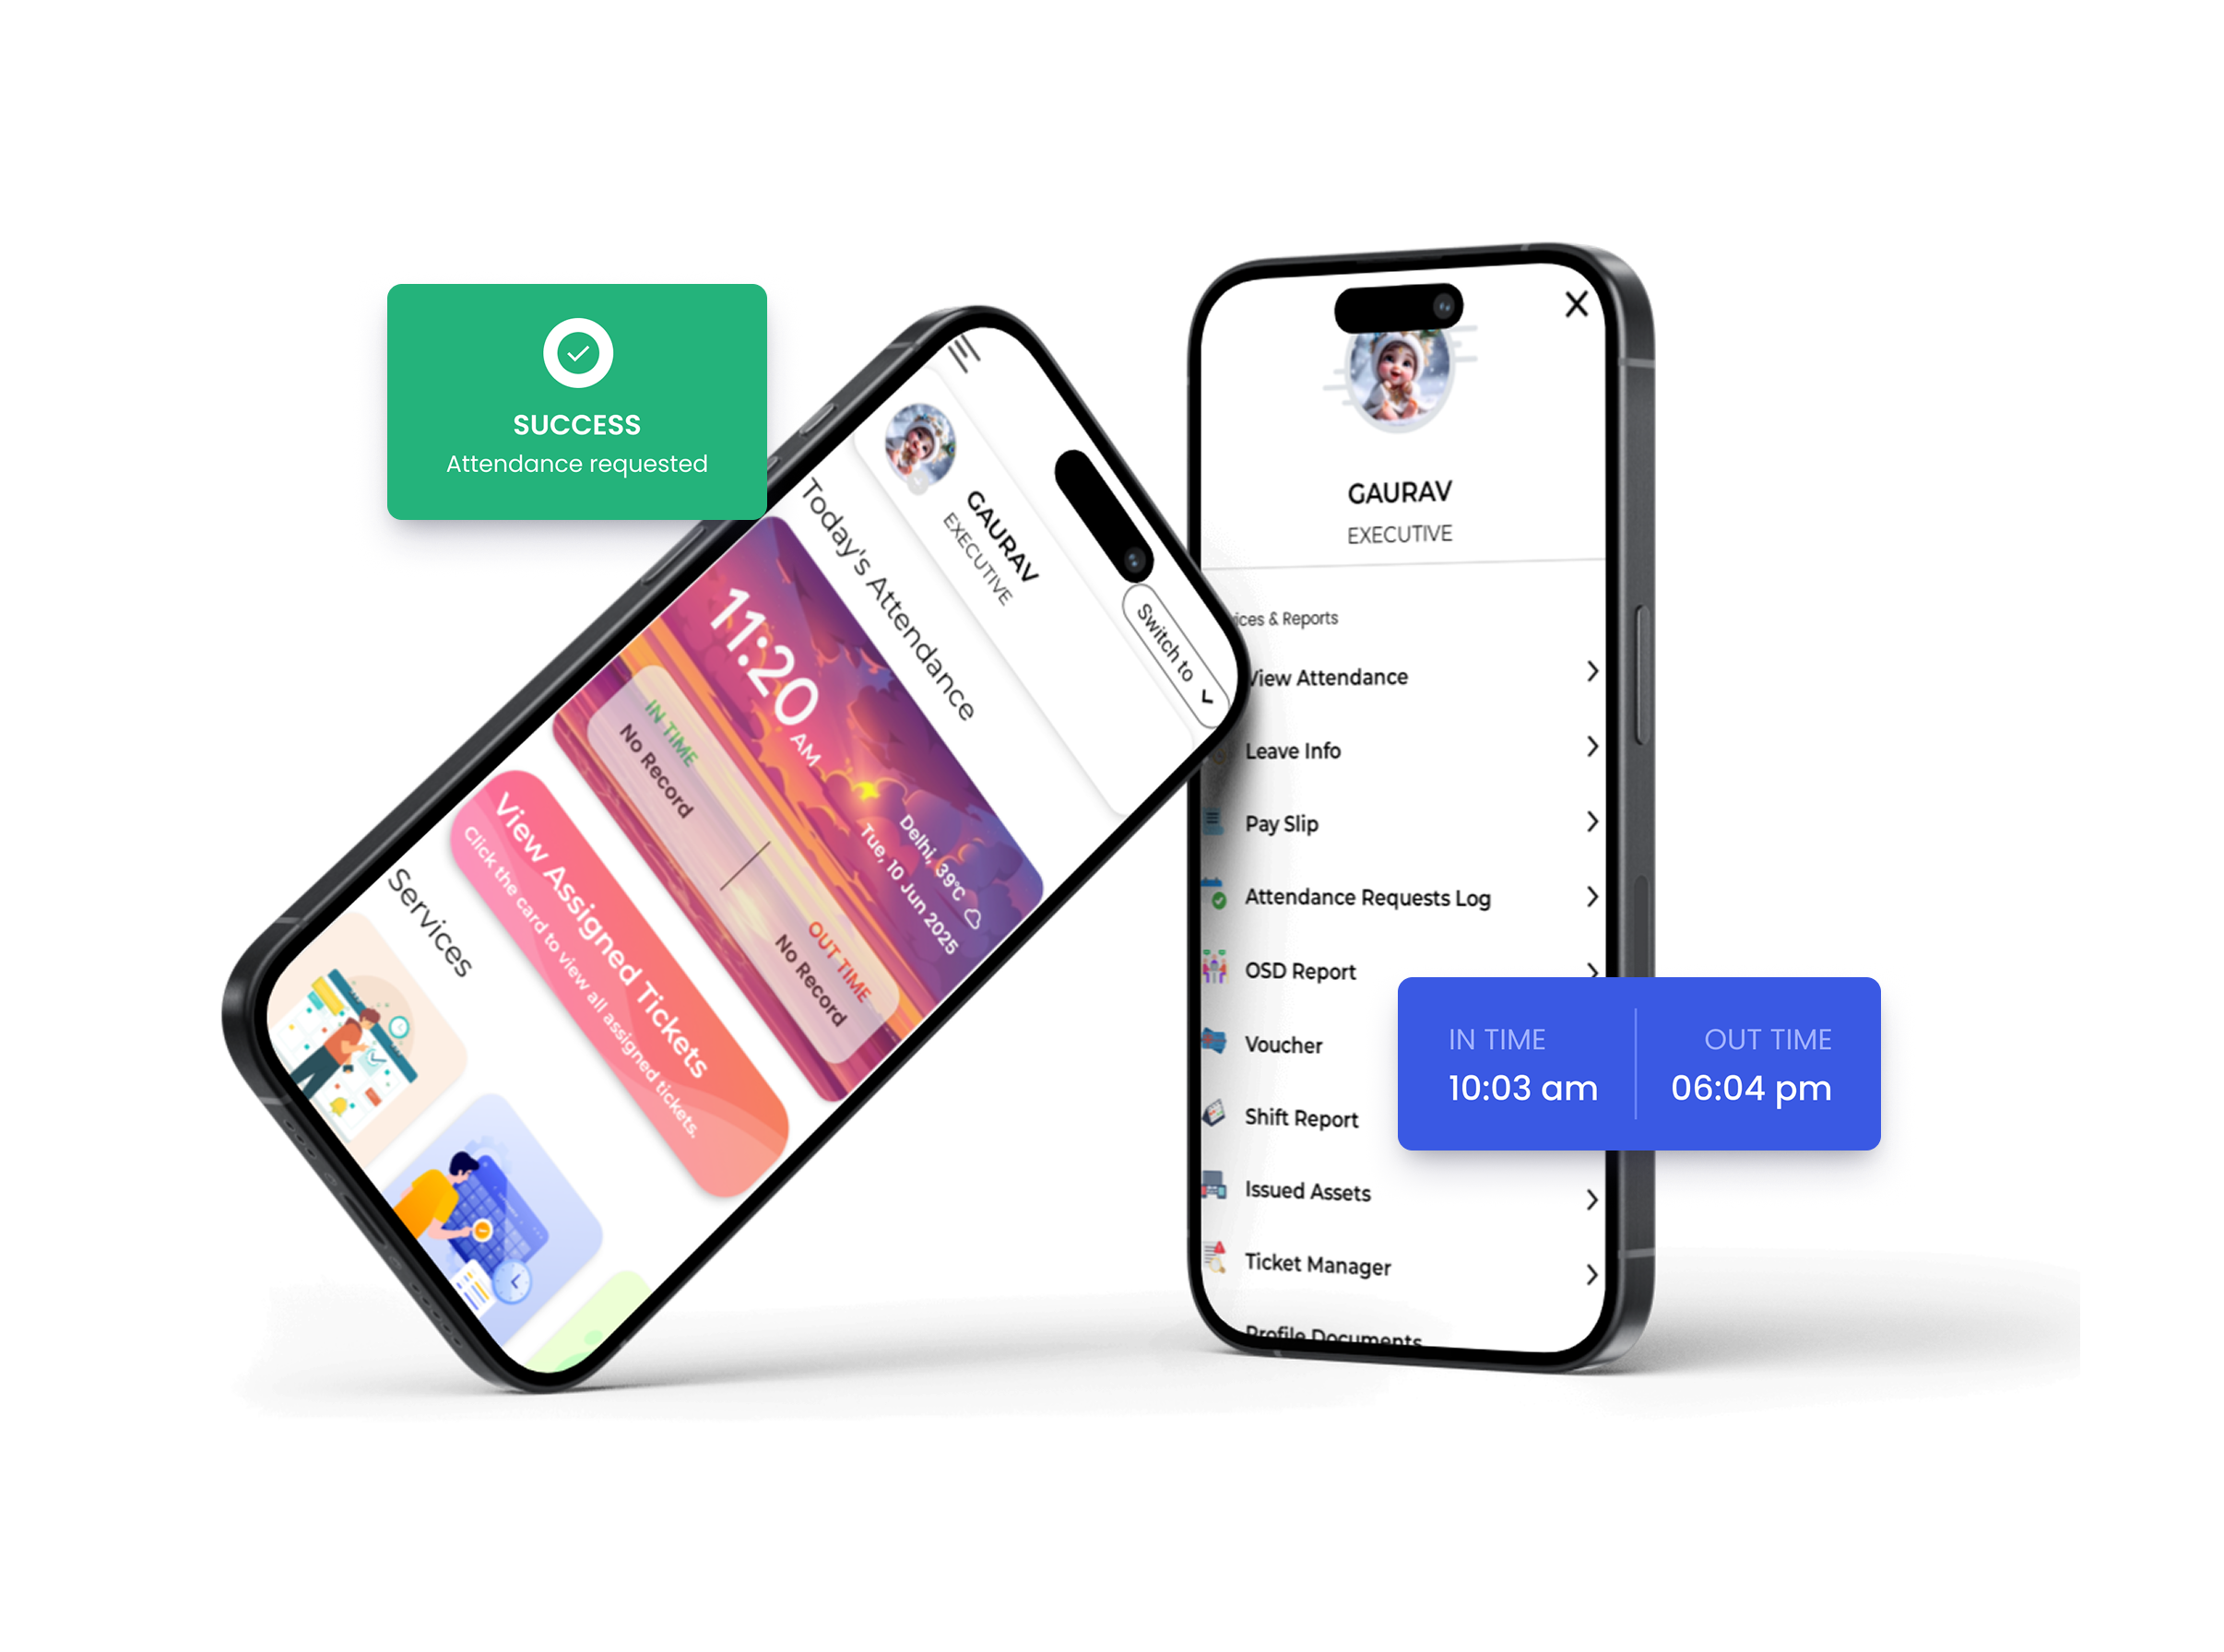 SUCCESS
Attendance requested
Switch to
GAURAV
EXECUTIVE
Today's Attendance
11:20 AM
Delhi, 39°C
Tue, 10 Jun 2025
IN TIME
No Record
OUT TIME
No Record
View Assigned Tickets
Click the card to view all assigned tickets.
Services
GAURAV
EXECUTIVE
ices & Reports
View Attendance
Leave Info
Pay Slip
Attendance Requests Log
OSD Report
Voucher
Shift Report
Issued Assets
Ticket Manager
Profile Documents
IN TIME
10:03 am
OUT TIME
06:04 pm